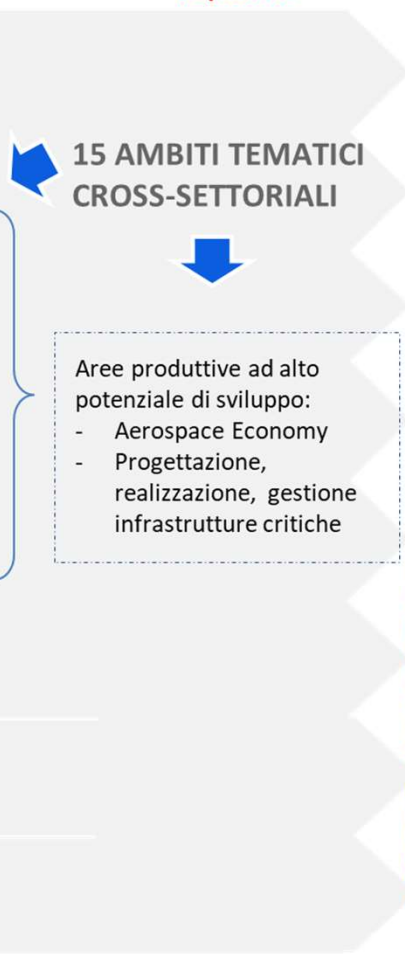 15 AMBITI TEMATICI
CROSS-SETTORIALI
Aree produttive ad alto
potenziale di sviluppo:
- Aerospace Economy
- Progettazione,
realizzazione, gestione
infrastrutture critiche